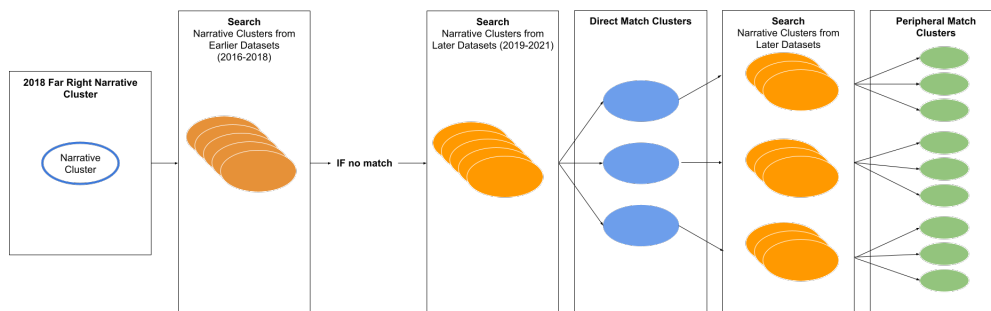 2018 Far Right Narrative
Cluster
Narrative
Cluster
Search
Narrative Clusters from
Earlier Datasets
(2016-2018)
IF no match
Search
Narrative Clusters from
Later Datasets (2019-2021)
Direct Match Clusters
Search
Narrative Clusters from
Later Datasets
Peripheral Match
Clusters